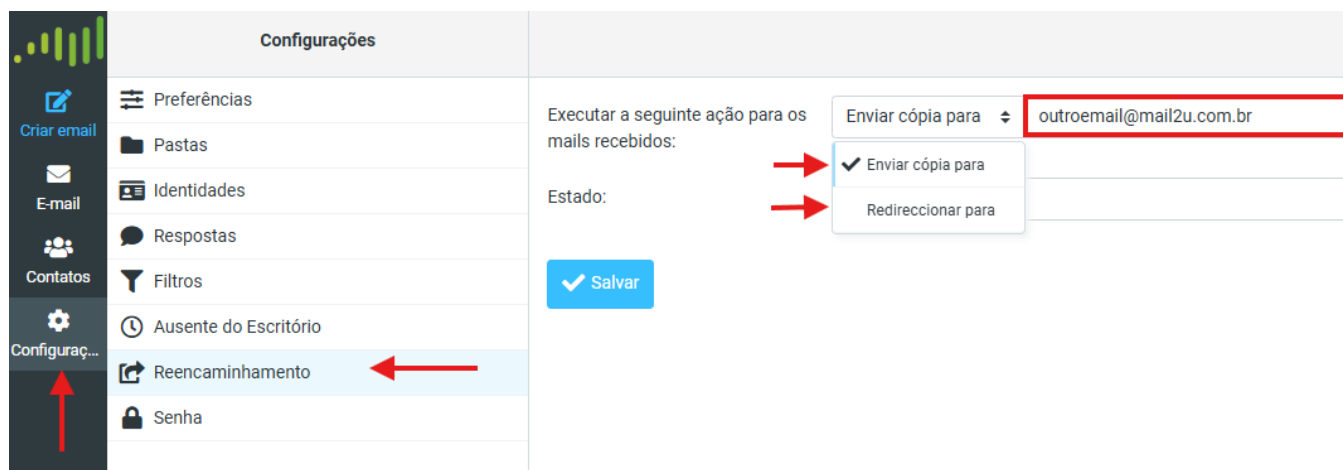 Criar email
E-mail
Contatos
Configuraç...
Configurações
Preferências
Pastas
Identidades
Respostas
Filtros
Ausente do Escritório
Reencaminhamento
Senha
Executar a seguinte ação para os
mails recebidos:
Enviar cópia para
outroemail@mail2u.com.br
Enviar cópia para
Redireccionar para
Estado:
Salvar